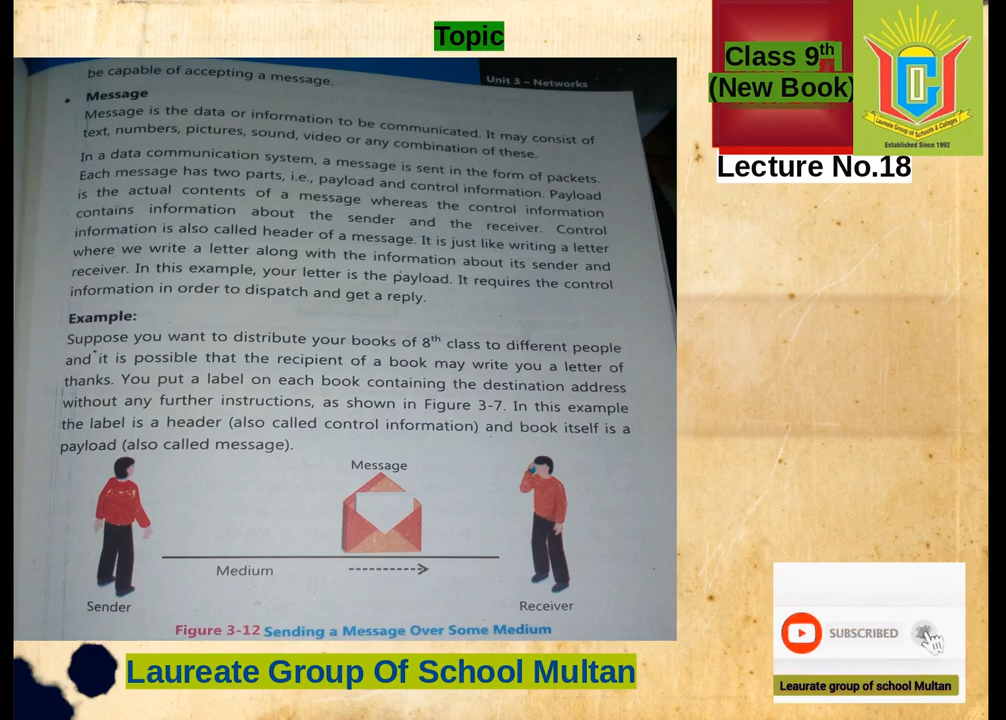 Topic
Class 9th
(New Book)
Laureate Group of Schools & Colleges
Established Since 1992
Lecture No.18
be capable of accepting a message.
Unit 3 – Networks
• Message
Message is the data or information to be communicated. It may consist of
text, numbers, pictures, sound, video or any combination of these.
In a data communication system, a message is sent in the form of packets.
Each message has two parts, i.e., payload and control information. Payload
is the actual contents of a message whereas the control information
contains information about the sender and the receiver. Control
information is also called header of a message. It is just like writing a letter
where we write a letter along with the information about its sender and
receiver. In this example, your letter is the payload. It requires the control
information in order to dispatch and get a reply.
Example:
Suppose you want to distribute your books of 8th class to different people
and it is possible that the recipient of a book may write you a letter of
thanks. You put a label on each book containing the destination address
without any further instructions, as shown in Figure 3-7. In this example
the label is a header (also called control information) and book itself is a
payload (also called message).
Message
Medium
Sender
Receiver
Figure 3-12 Sending a Message Over Some Medium
Laureate Group Of School Multan
SUBSCRIBED
Leaurate group of school Multan